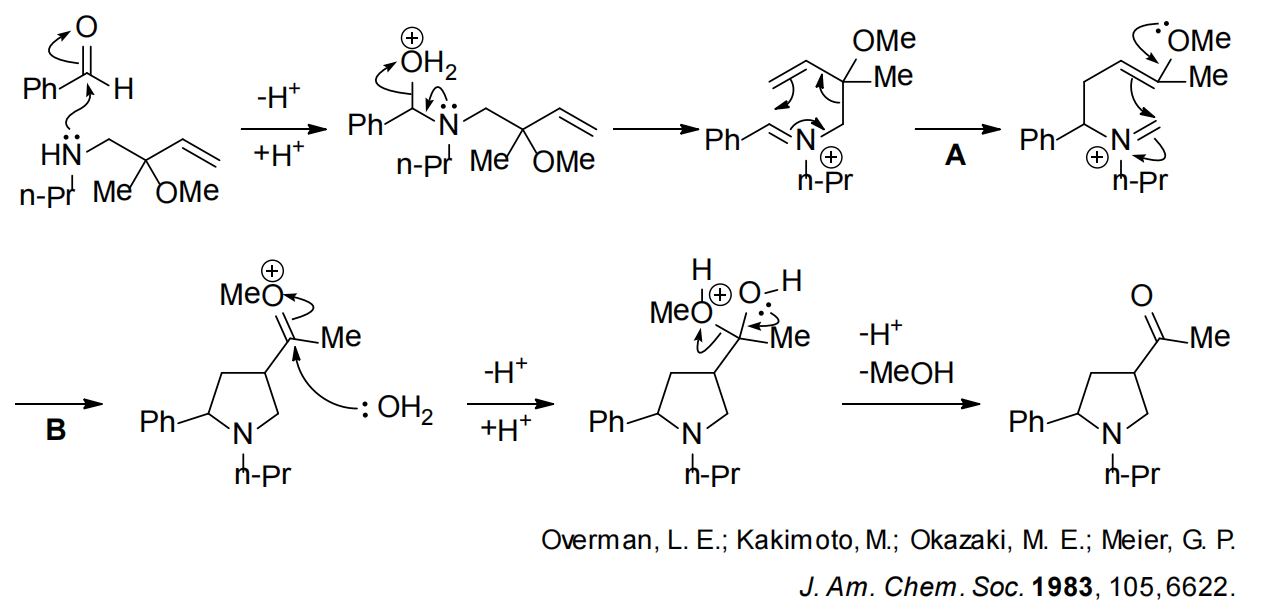 O
Ph H
HN
n-Pr Me OMe
-H+
+H+
⊕
OH2
Ph N
n-Pr Me OMe
OMe
Me
Ph N
⊕
n-Pr
A
OMe
Me
Ph N
⊕
n-Pr
B
⊕
MeO
Me
:OH2
Ph
N
n-Pr
-H+
+H+
H
⊕ O H
MeO
Me
Ph
N
n-Pr
-H+
-MeOH
O
Me
Ph
N
n-Pr
Overman, L. E.; Kakimoto, M.; Okazaki, M. E.; Meier, G. P.
J. Am. Chem. Soc. 1983, 105,6622.